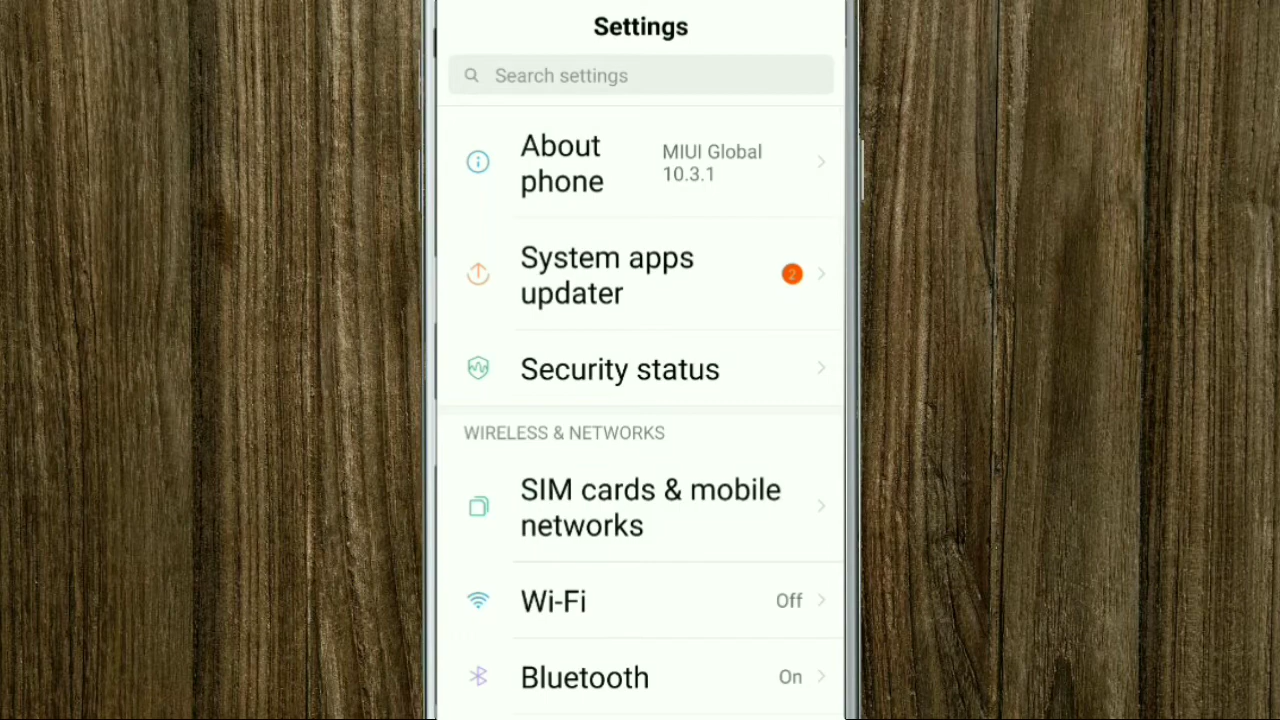 Settings
Search settings
About
phone
MIUI Global
10.3.1
System apps
updater
2
Security status
WIRELESS & NETWORKS
SIM cards & mobile
networks
Wi-Fi
Off
Bluetooth
On